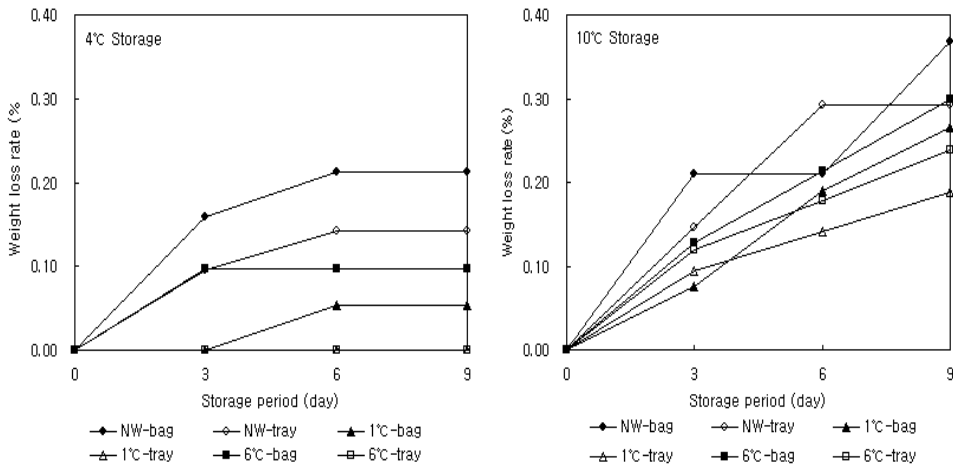 0.40
4℃ Storage
0.30
0.20
0.10
0.00
Weight loss rate (%
0 3 6 9
Storage period (day)
NW-bag NW-tray 1℃-bag
1℃-tray 6℃-bag 6℃-tray
0.40
10℃ Storage
0.30
0.20
0.10
0.00
Weight loss rate (%)
0 3 6 9
Storage period (day)
NW-bag NW-tray 1℃-bag
1℃-tray 6℃-bag 6℃-tray